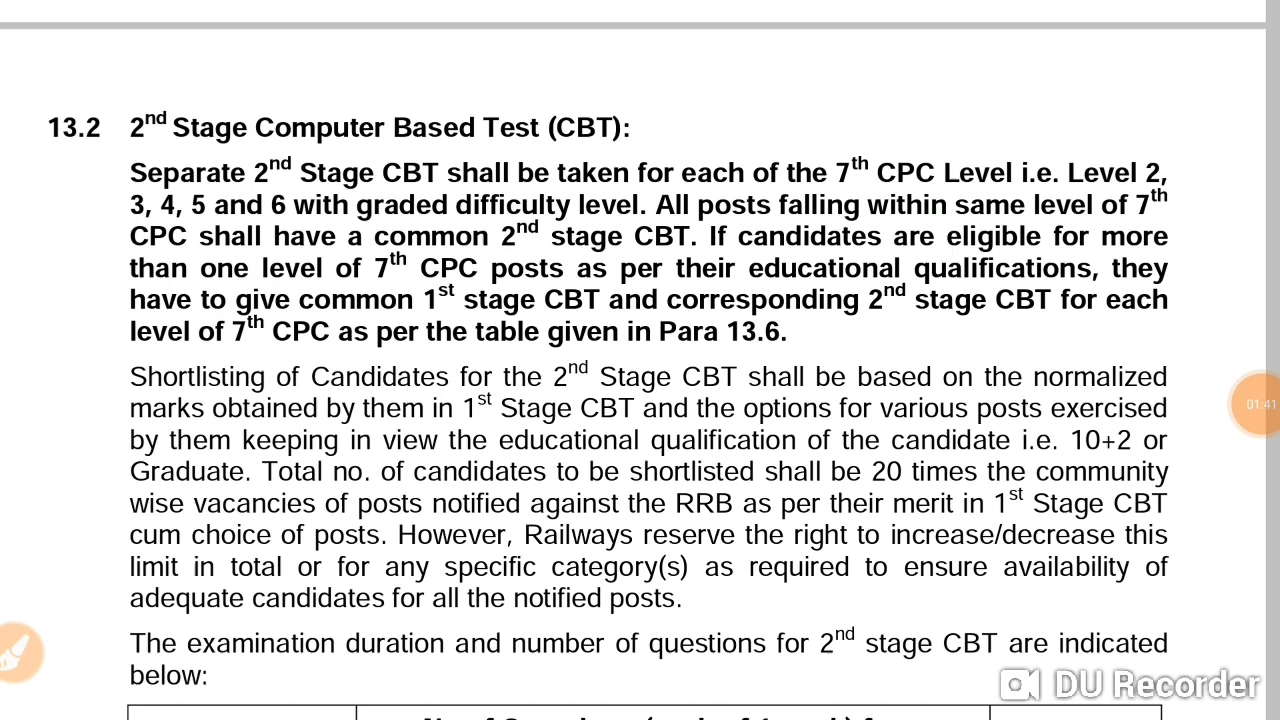 13.2 2nd Stage Computer Based Test (CBT):
Separate 2nd Stage CBT shall be taken for each of the 7th CPC Level i.e. Level 2,
3, 4, 5 and 6 with graded difficulty level. All posts falling within same level of 7th
CPC shall have a common 2nd stage CBT. If candidates are eligible for more
than one level of 7th CPC posts as per their educational qualifications, they
have to give common 1st stage CBT and corresponding 2nd stage CBT for each
level of 7th CPC as per the table given in Para 13.6.
Shortlisting of Candidates for the 2nd Stage CBT shall be based on the normalized
marks obtained by them in 1st Stage CBT and the options for various posts exercised
by them keeping in view the educational qualification of the candidate i.e. 10+2 or
Graduate. Total no. of candidates to be shortlisted shall be 20 times the community
wise vacancies of posts notified against the RRB as per their merit in 1st Stage CBT
cum choice of posts. However, Railways reserve the right to increase/decrease this
limit in total or for any specific category(s) as required to ensure availability of
adequate candidates for all the notified posts.
The examination duration and number of questions for 2nd stage CBT are indicated
below:
01:41
DU Recorder